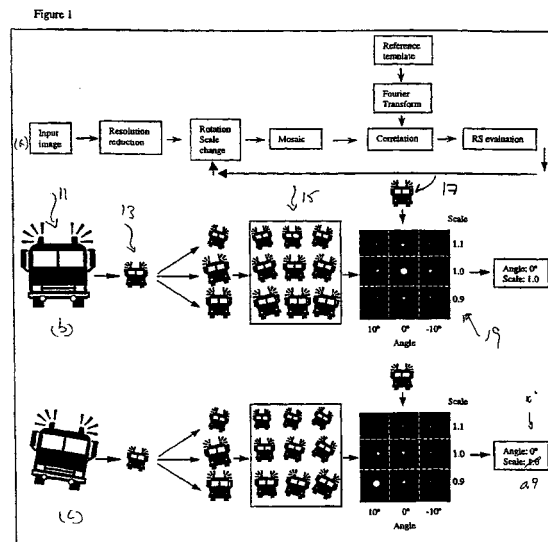 Figure 1
Reference
template
Fourier
Transform
(a)
Input
image
Resolution
reduction
Rotation
Scale
change
Mosaic
Correlation
RS evaluation
11
13
15
17
Scale
1.1
1.0
0.9
10° 0° -10°
Angle
19
Angle: 0°
Scale: 1.0
(b)
Scale
1.1
1.0
0.9
10° 0° -10°
Angle
Angle: 0°
Scale: 1.0
0.9
(c)